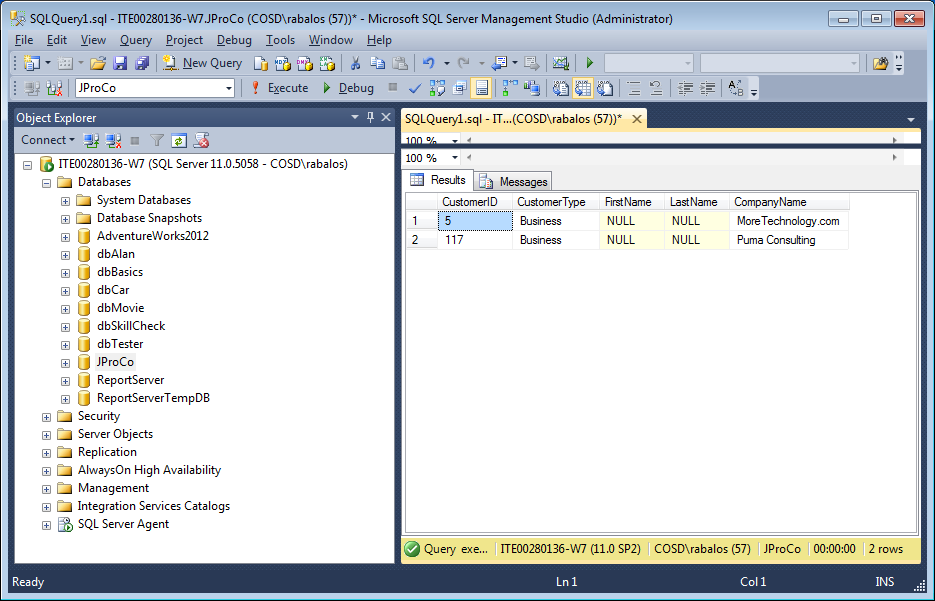 SQLQuery1.sql - ITE00280136-W7.JProCo (COSD\rabalos (57))* - Microsoft SQL Server Management Studio (Administrator)
File Edit View Query Project Debug Tools Window Help
New Query
JProCo Execute Debug
Object Explorer
Connect
ITE00280136-W7 (SQL Server 11.0.5058 - COSD\rabalos)
Databases
System Databases
Database Snapshots
AdventureWorks2012
dbAlan
dbBasics
dbCar
dbMovie
dbSkillCheck
dbTester
JProCo
ReportServer
ReportServerTempDB
Security
Server Objects
Replication
AlwaysOn High Availability
Management
Integration Services Catalogs
SQL Server Agent
SQLQuery1.sql - IT...(COSD\rabalos (57))*
100 %
100 %
Results Messages
CustomerID CustomerType FirstName LastName CompanyName
1 5 Business NULL NULL MoreTechnology.com
2 117 Business NULL NULL Puma Consulting
Query exe... ITE00280136-W7 (11.0 SP2) COSD\rabalos (57) JProCo 00:00:00 2 rows
Ready Ln 1 Col 1 INS